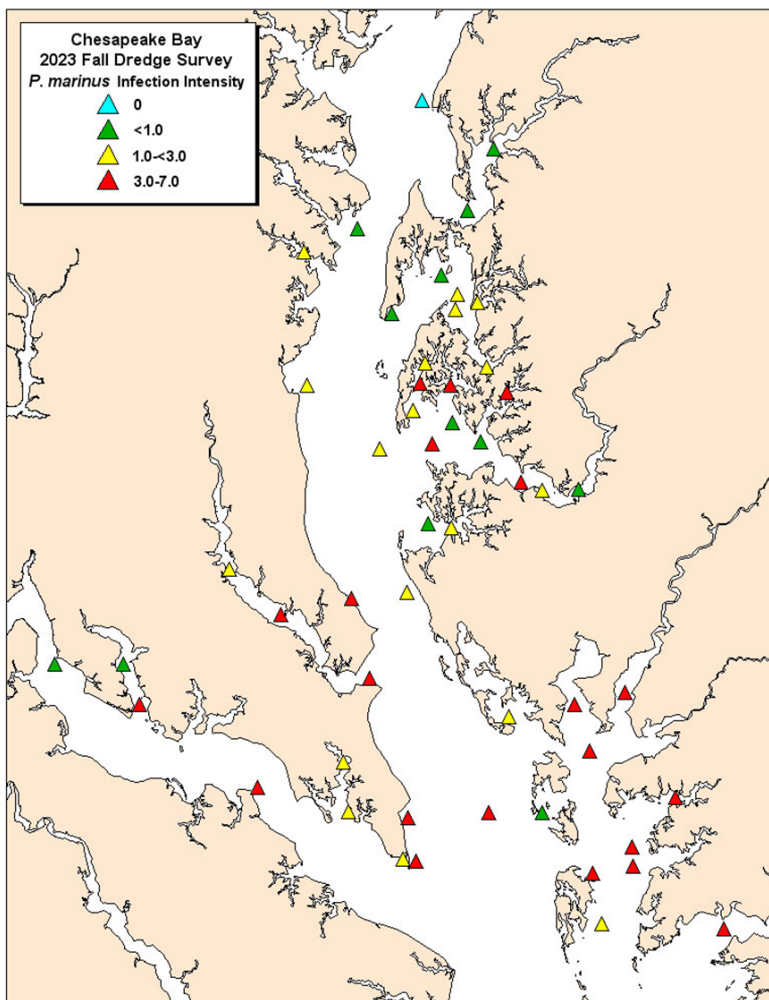 Chesapeake Bay
2023 Fall Dredge Survey
P. marinus Infection Intensity
0
<1.0
1.0-<3.0
3.0-7.0